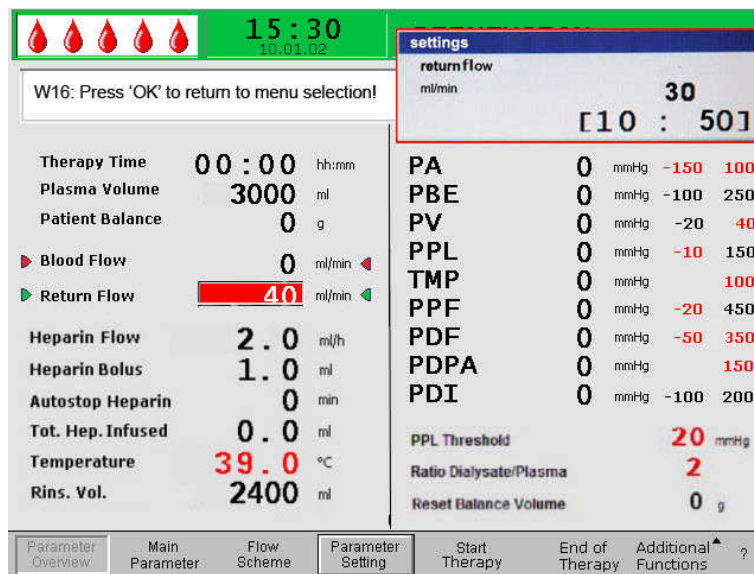 15:30
10.01.02
settings
return flow
ml/min 30
[10 : 50]
W16: Press 'OK' to return to menu selection!
Therapy Time 00:00 hh:mm
Plasma Volume 3000 ml
Patient Balance 0 g
Blood Flow 0 ml/min
Return Flow 40 ml/min
Heparin Flow 2.0 ml/h
Heparin Bolus 1.0 ml
Autostop Heparin 0 min
Tot. Hep. Infused 0.0 ml
Temperature 39.0 °C
Rins. Vol. 2400 ml
PA 0 mmHg -150 100
PBE 0 mmHg -100 250
PV 0 mmHg -20 40
PPL 0 mmHg -10 150
TMP 0 mmHg 100
PPF 0 mmHg -20 450
PDF 0 mmHg -50 350
PDPA 0 mmHg 150
PDI 0 mmHg -100 200
PPL Threshold 20 mmHg
Ratio Dialysate/Plasma 2
Reset Balance Volume 0 g
Parameter Overview
Main Parameter
Flow Scheme
Parameter Setting
Start Therapy
End of Therapy
Additional Functions
?